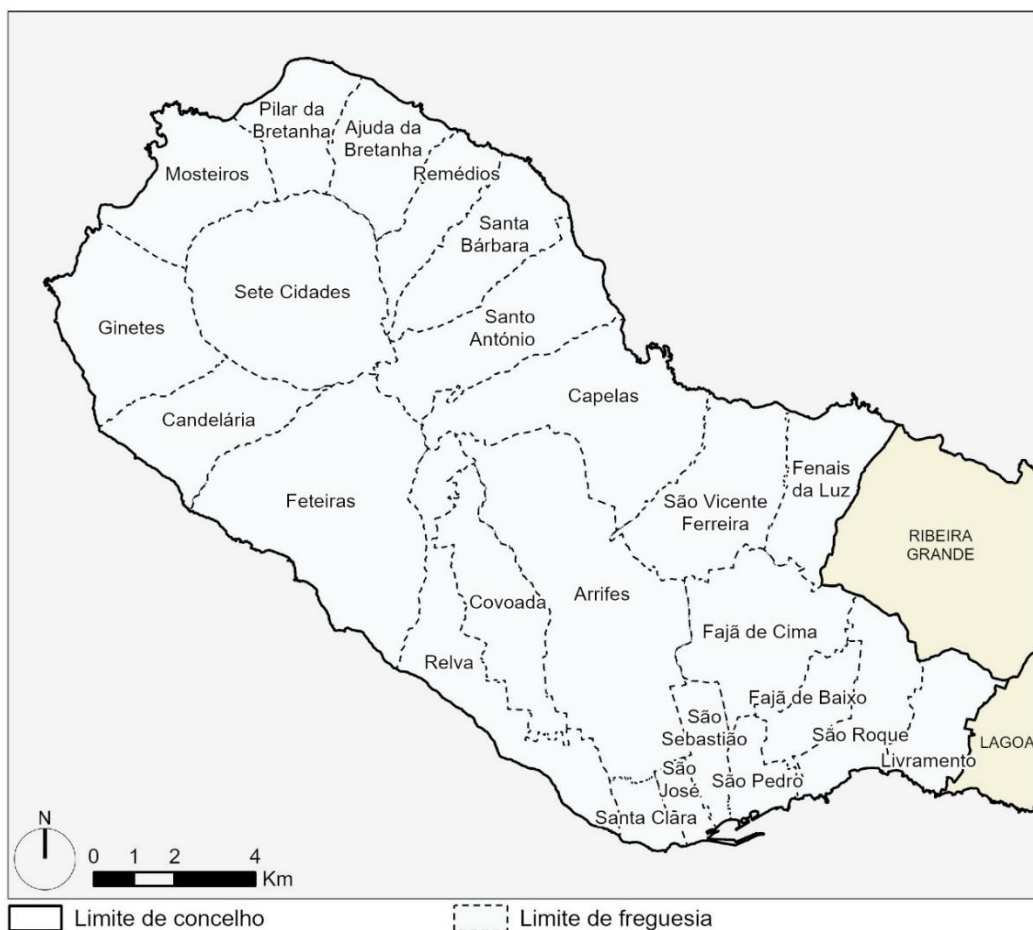 Pilar da
Bretanha
Ajuda da
Bretanha
Mosteiros
Remédios
Santa
Bárbara
Sete Cidades
Ginetes
Santo
António
Capelas
Candelária
Feteiras
São Vicente
Ferreira
Fenais
da Luz
RIBEIRA
GRANDE
Covoada
Arrifes
Fajã de Cima
Relva
Fajã de Baixo
São
Sebastião
São Roque
LAGOA
Livramento
São
José
São Pedro
Santa Clãra
N
0 1 2 4
Km
Limite de concelho
Limite de freguesia